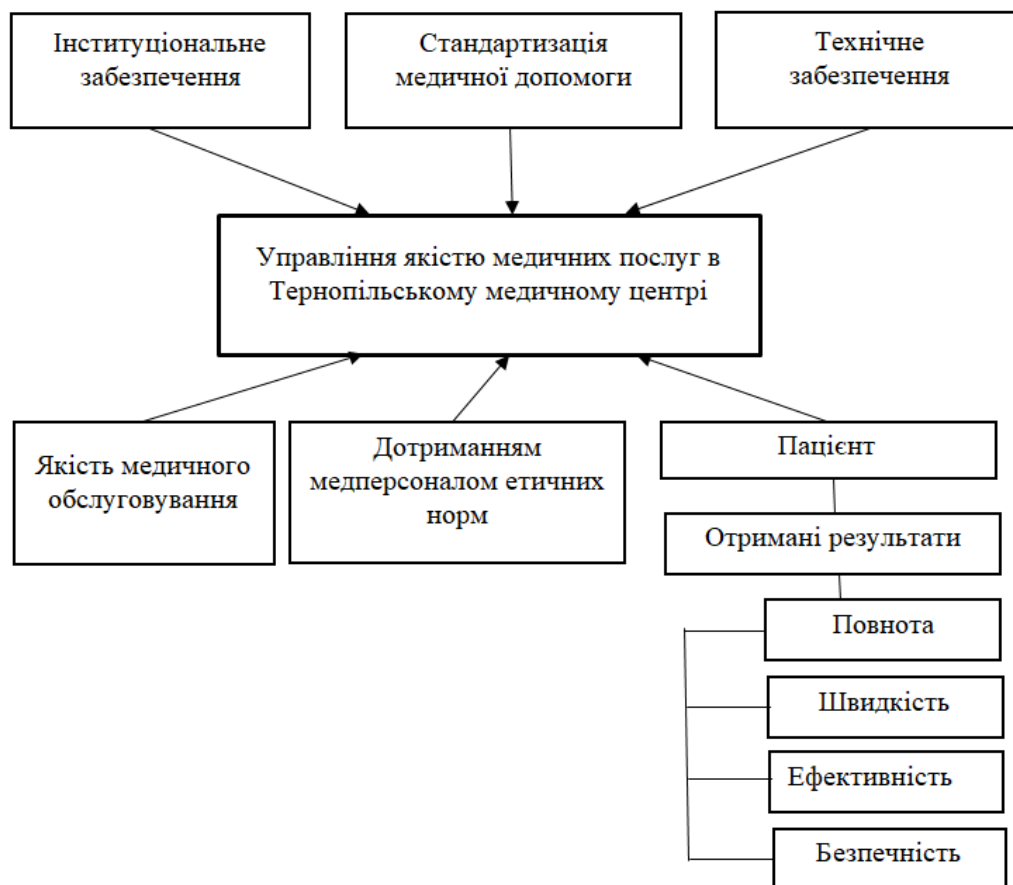 Інституціональне
забезпечення
Стандартизація
медичної допомоги
Технічне
забезпечення
Управління якістю медичних послуг в
Тернопільському медичному центрі
Якість медичного
обслуговування
Дотриманням
медперсоналом етичних
норм
Пацієнт
Отримані результати
Повнота
Швидкість
Ефективність
Безпечність